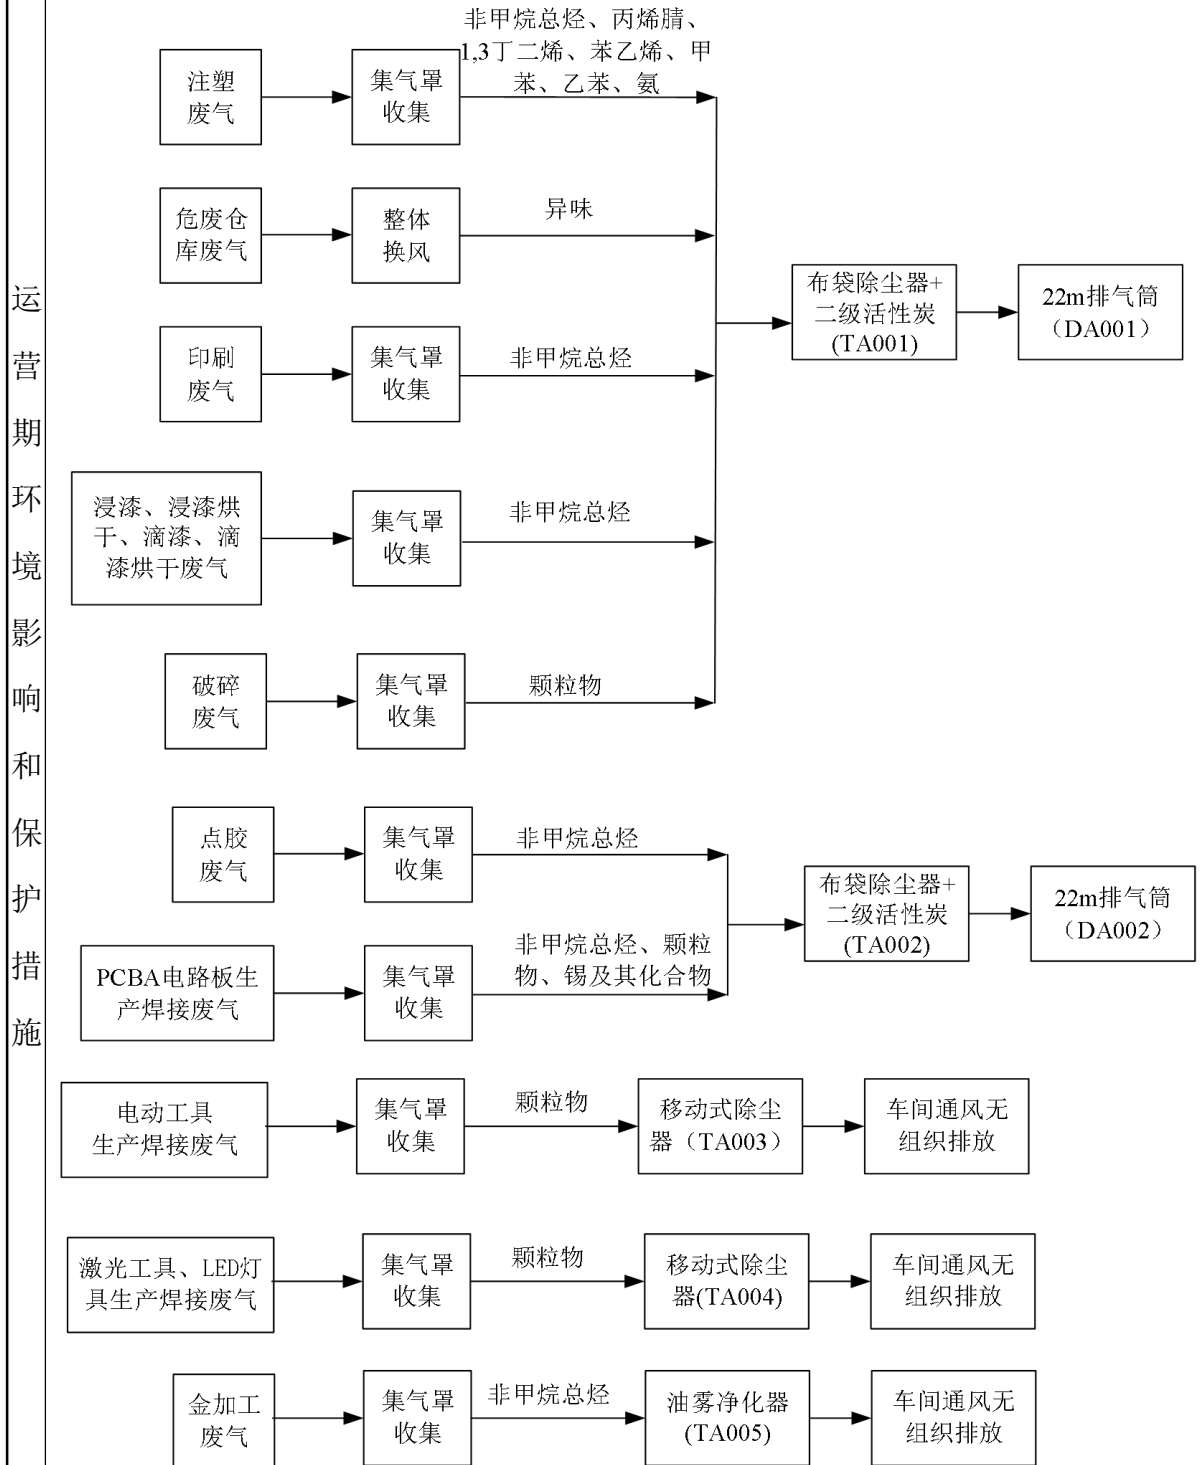 运
营
期
环
境
影
响
和
保
护
措
施
注塑
废气
集气罩
收集
非甲烷总烃、丙烯腈、
1,3丁二烯、苯乙烯、甲
苯、乙苯、氨
危废仓
库废气
整体
换风
异味
印刷
废气
集气罩
收集
非甲烷总烃
浸漆、浸漆烘
干、滴漆、滴
漆烘干废气
集气罩
收集
非甲烷总烃
破碎
废气
集气罩
收集
颗粒物
布袋除尘器+
二级活性炭
(TA001)
22m排气筒
（DA001）
点胶
废气
集气罩
收集
非甲烷总烃
PCBA电路板生
产焊接废气
集气罩
收集
非甲烷总烃、颗粒
物、锡及其化合物
布袋除尘器+
二级活性炭
(TA002)
22m排气筒
（DA002）
电动工具
生产焊接废气
集气罩
收集
颗粒物
移动式除尘
器（TA003）
车间通风无
组织排放
激光工具、LED灯
具生产焊接废气
集气罩
收集
颗粒物
移动式除尘
器(TA004)
车间通风无
组织排放
金加工
废气
集气罩
收集
非甲烷总烃
油雾净化器
(TA005)
车间通风无
组织排放